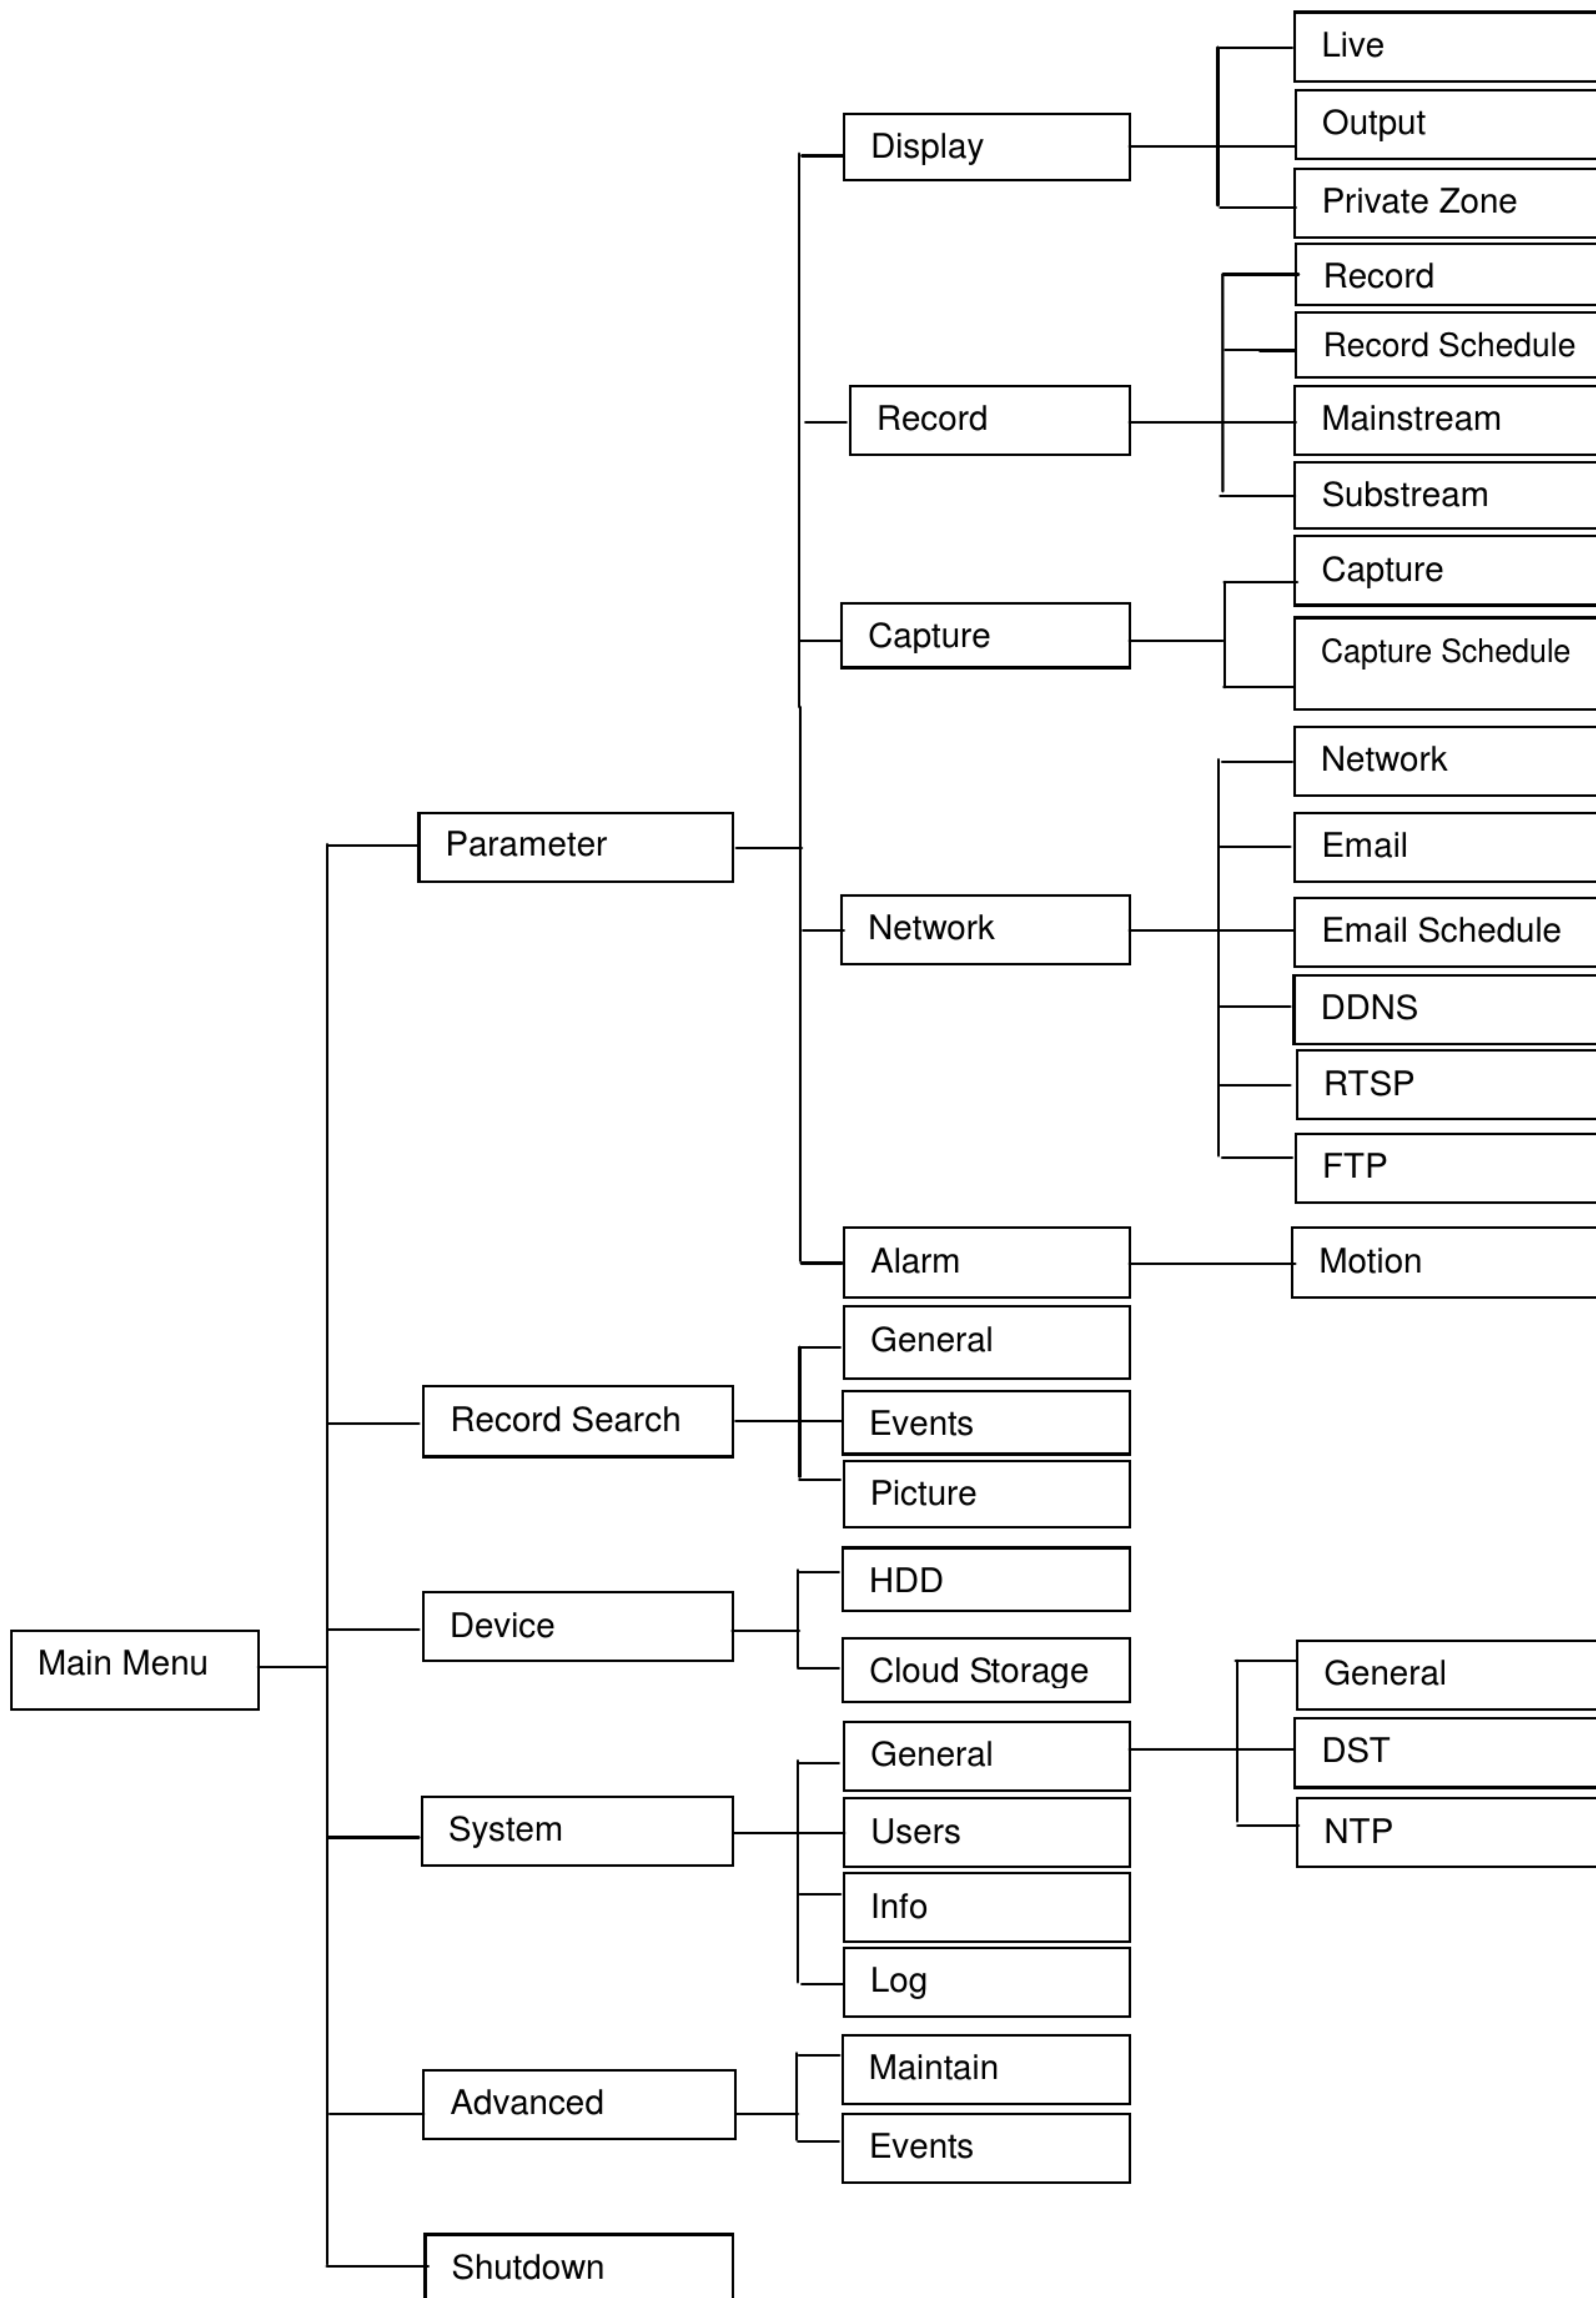 Live
Output
Display
Private Zone
Record
Record Schedule
Record
Mainstream
Substream
Capture
Capture
Capture Schedule
Network
Parameter
Email
Network
Email Schedule
DDNS
RTSP
FTP
Alarm
Motion
General
Record Search
Events
Picture
HDD
Device
Main Menu
Cloud Storage
General
General
DST
System
Users
NTP
Info
Log
Maintain
Advanced
Events
Shutdown